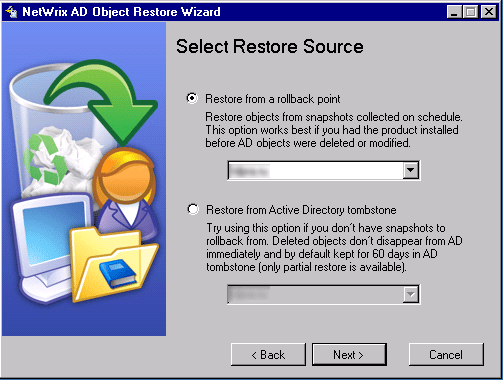 NetWrix AD Object Restore Wizard
Select Restore Source
Restore from a rollback point
Restore objects from snapshots collected on schedule.
This option works best if you had the product installed
before AD objects were deleted or modified.
Restore from Active Directory tombstone
Try using this option if you don´t have snapshots to
rollback from. Deleted objects don´t disappear from AD
immediately and by default kept for 60 days in AD
tombstone (only partial restore is available).
< Back
Next >
Cancel